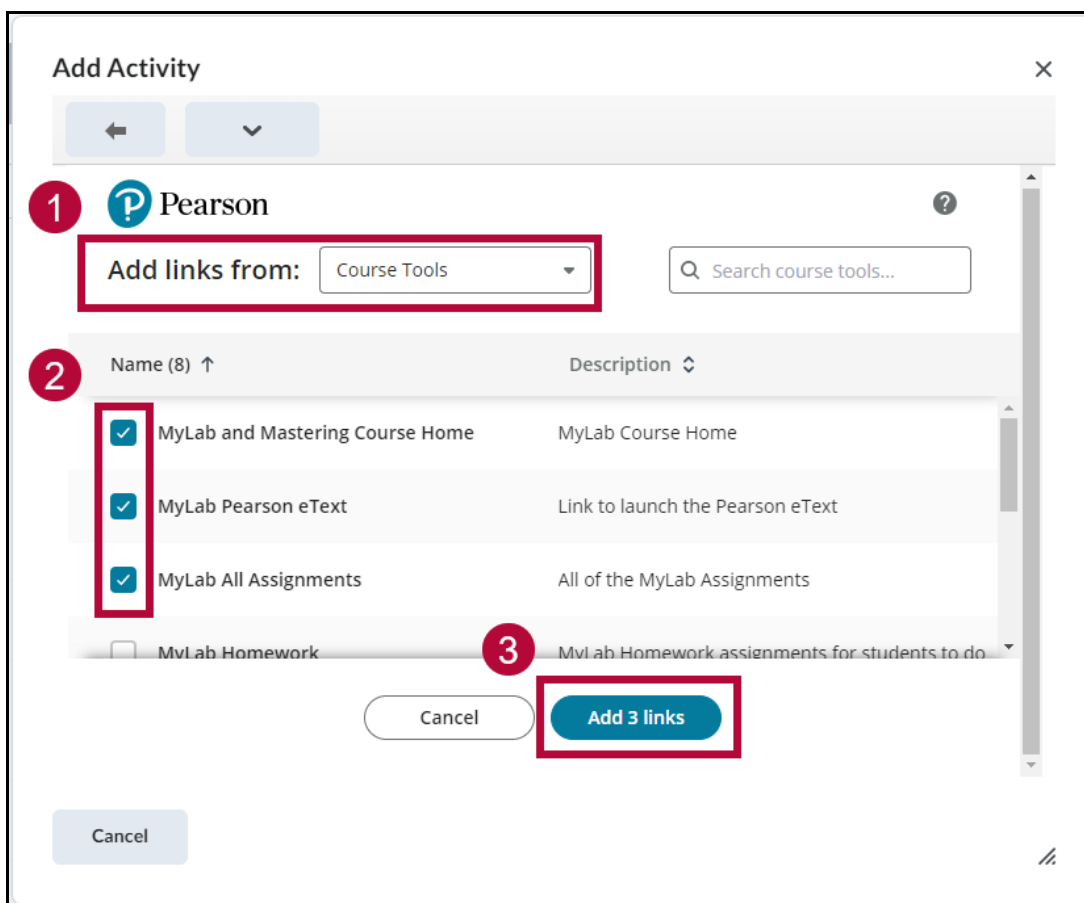 Add Activity
1
Pearson
Add links from: Course Tools Search course tools...
2
Name (8) Description
MyLab and Mastering Course Home MyLab Course Home
MyLab Pearson eText Link to launch the Pearson eText
MyLab All Assignments All of the MyLab Assignments
3
MyLab Homework MyLab Homework assignments for students to do
Cancel Add 3 links
Cancel